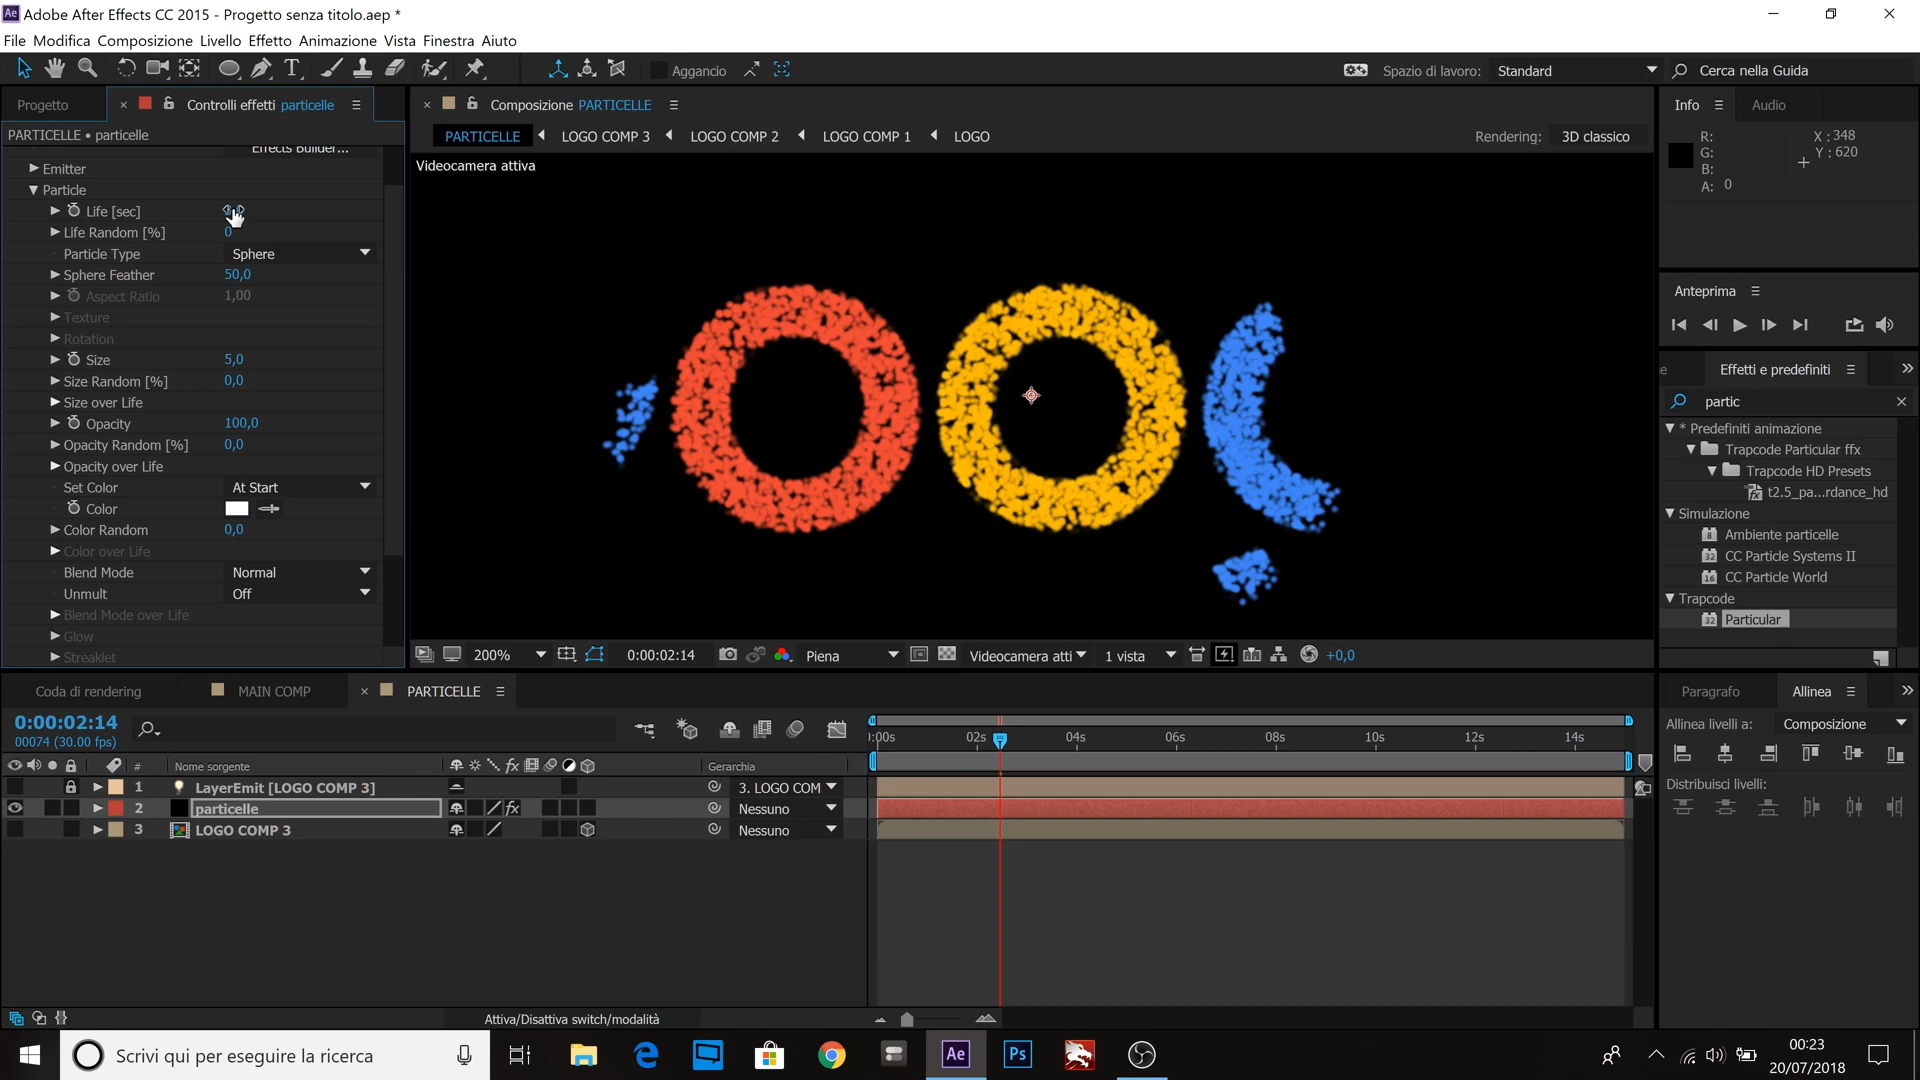 Adobe After Effects CC 2015 - Progetto senza titolo.aep *
File Modifica Composizione Livello Effetto Animazione Vista Finestra Aiuto
Agganciо
Spazio di lavoro: Standard
Cerca nella Guida
Progetto
Controlli effetti particelle
Composizione PARTICELLE
Info
Audio
PARTICELLE • particelle
PARTICELLE
LOGO COMP 3
LOGO COMP 2
LOGO COMP 1
LOGO
Rendering: 3D classico
Videocamera attiva
R:
G:
B:
A: 0
X : 348
Y : 620
Effects Builder...
Emitter
Particle
Life [sec]
Life Random [%] 0
Particle Type Sphere
Sphere Feather 50,0
Aspect Ratio 1,00
Texture
Rotation
Size 5,0
Size Random [%] 0,0
Size over Life
Opacity 100,0
Opacity Random [%] 0,0
Opacity over Life
Set Color At Start
Color
Color Random 0,0
Color over Life
Blend Mode Normal
Unmult Off
Blend Mode over Life
Glow
Streaklet
200%
0:00:02:14
Piena
Videocamera atti
1 vista
+0,0
Anteprima
e
Effetti e predefiniti
partic
* Predefiniti animazione
Trapcode Particular ffx
Trapcode HD Presets
t2.5_pa...rdance_hd
Simulazione
Ambiente particelle
CC Particle Systems II
CC Particle World
Trapcode
Particular
Coda di rendering
MAIN COMP
PARTICELLE
0:00:02:14
00074 (30.00 fps)
:00s 02s 04s 06s 08s 10s 12s 14s
# Nome sorgente
Gerarchia
1 LayerEmit [LOGO COMP 3] 3. LOGO COM
2 particelle fx Nessuno
3 LOGO COMP 3 Nessuno
Attiva/Disattiva switch/modalità
Paragrafo
Allinea
Allinea livelli a: Composizione
Distribuisci livelli:
Scrivi qui per eseguire la ricerca
Ae
Ps
00:23
20/07/2018